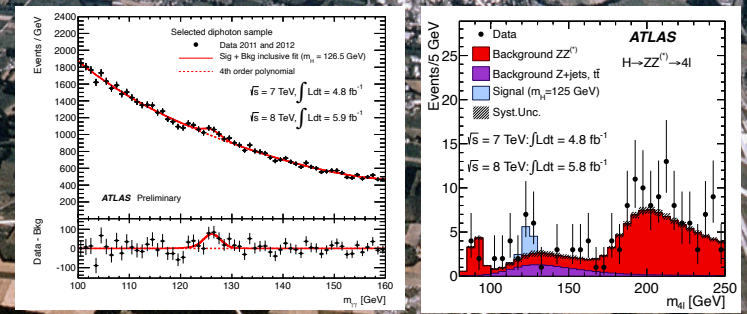 Events / GeV
2400
2200
2000
1800
1600
1400
1200
1000
800
600
400
200
Selected diphoton sample
Data 2011 and 2012
Sig + Bkg inclusive fit (m_H = 126.5 GeV)
4th order polynomial
√s = 7 TeV, ∫ Ldt = 4.8 fb⁻¹
√s = 8 TeV, ∫ Ldt = 5.9 fb⁻¹
ATLAS Preliminary
Data - Bkg
100
0
-100
100 110 120 130 140 150 160
m_γγ [GeV]
Events/5 GeV
25
20
15
10
5
0
Data
Background ZZ(*)
Background Z+jets, tt̄
Signal (m_H=125 GeV)
Syst.Unc.
ATLAS
H→ZZ(*)→4l
√s = 7 TeV:∫Ldt = 4.8 fb⁻¹
√s = 8 TeV:∫Ldt = 5.8 fb⁻¹
100 150 200 250
m_4l [GeV]